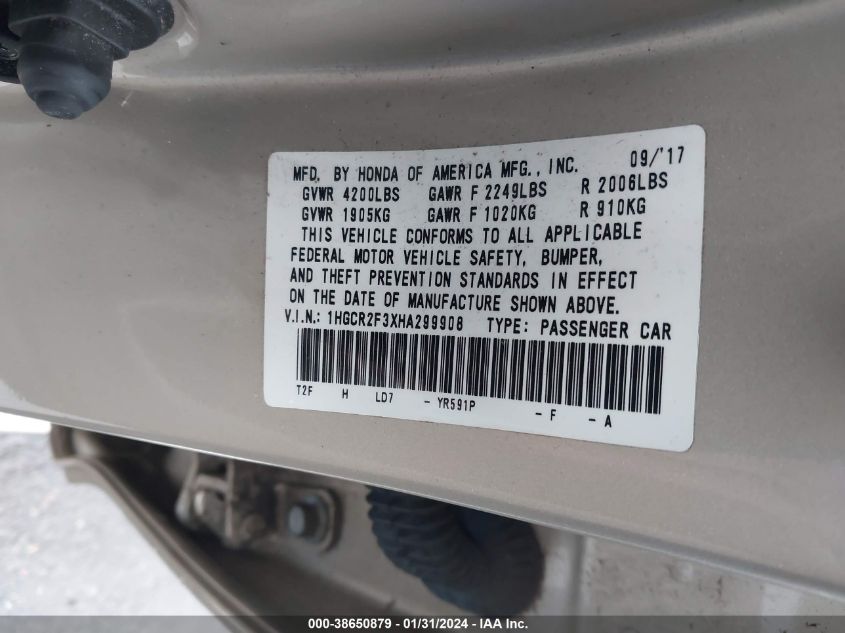 MFD. BY HONDA OF AMERICA MFG., INC. 09/'17
GVWR 4200LBS GAWR F 2249LBS R 2006LBS
GVWR 1905KG GAWR F 1020KG R 910KG
THIS VEHICLE CONFORMS TO ALL APPLICABLE
FEDERAL MOTOR VEHICLE SAFETY, BUMPER,
AND THEFT PREVENTION STANDARDS IN EFFECT
ON THE DATE OF MANUFACTURE SHOWN ABOVE.
V.I.N.: 1HGCR2F3XHA299908 TYPE: PASSENGER CAR
T2F H LD7 - YR591P - F - A
000-38650879 - 01/31/2024 - IAA Inc.